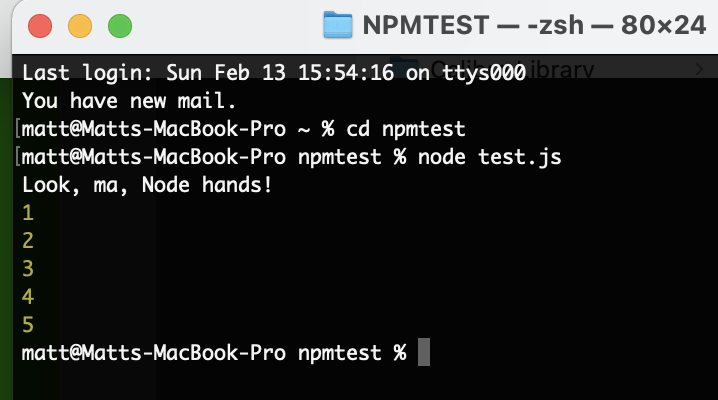 NPMTEST — -zsh — 80×24
Last login: Sun Feb 13 15:54:16 on ttys000
Library
You have new mail.
[matt@Matts-MacBook-Pro ~ % cd npmtest
[matt@Matts-MacBook-Pro npmtest % node test.js
Look, ma, Node hands!
1
2
3
4
5
matt@Matts-MacBook-Pro npmtest %